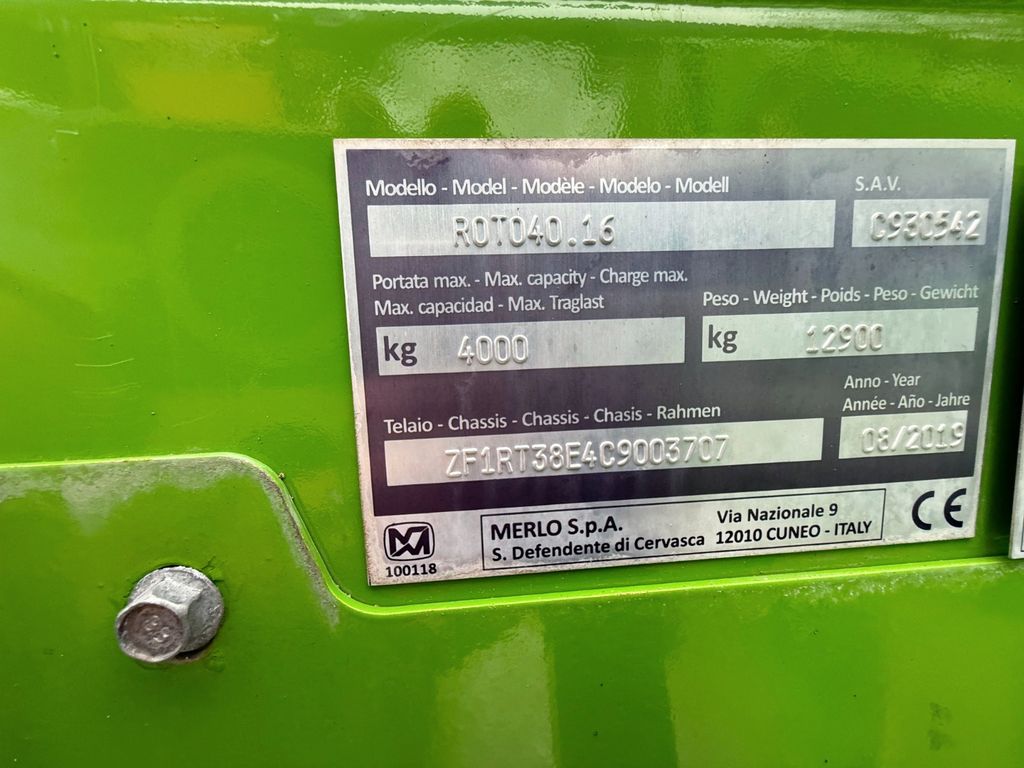 Modello - Model - Modèle - Modelo - Modell
S.A.V.
ROTO40.16
C930542
Portata max. - Max. capacity - Charge max.
Max. capacidad - Max. Traglast
Peso - Weight - Poids - Peso - Gewicht
kg 4000
kg 12900
Anno - Year
Année - Año - Jahre
Telaio - Chassis - Chassis - Chasis - Rahmen
ZF1RT38E4C9003707
08/2019
MERLO S.p.A.
S. Defendente di Cervasca
Via Nazionale 9
12010 CUNEO - ITALY
CE
100118